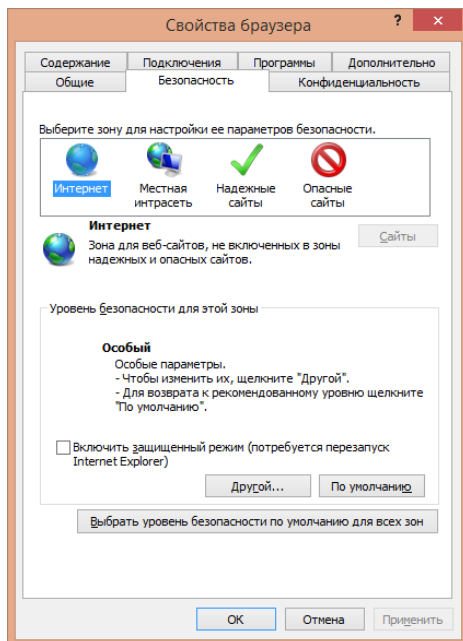 Свойства браузера
?
Содержание Подключения Программы Дополнительно
Общие Безопасность Конфиденциальность
Выберите зону для настройки ее параметров безопасности.
Интернет Местная интрасеть Надежные сайты Опасные сайты
Интернет
Зона для веб-сайтов, не включенных в зоны
надежных и опасных сайтов.
Сайты
Уровень безопасности для этой зоны
Особый
Особые параметры.
- Чтобы изменить их, щелкните "Другой".
- Для возврата к рекомендованному уровню щелкните
"По умолчанию".
Включить защищенный режим (потребуется перезапуск
Internet Explorer)
Другой... По умолчанию
Выбрать уровень безопасности по умолчанию для всех зон
ОК Отмена Применить